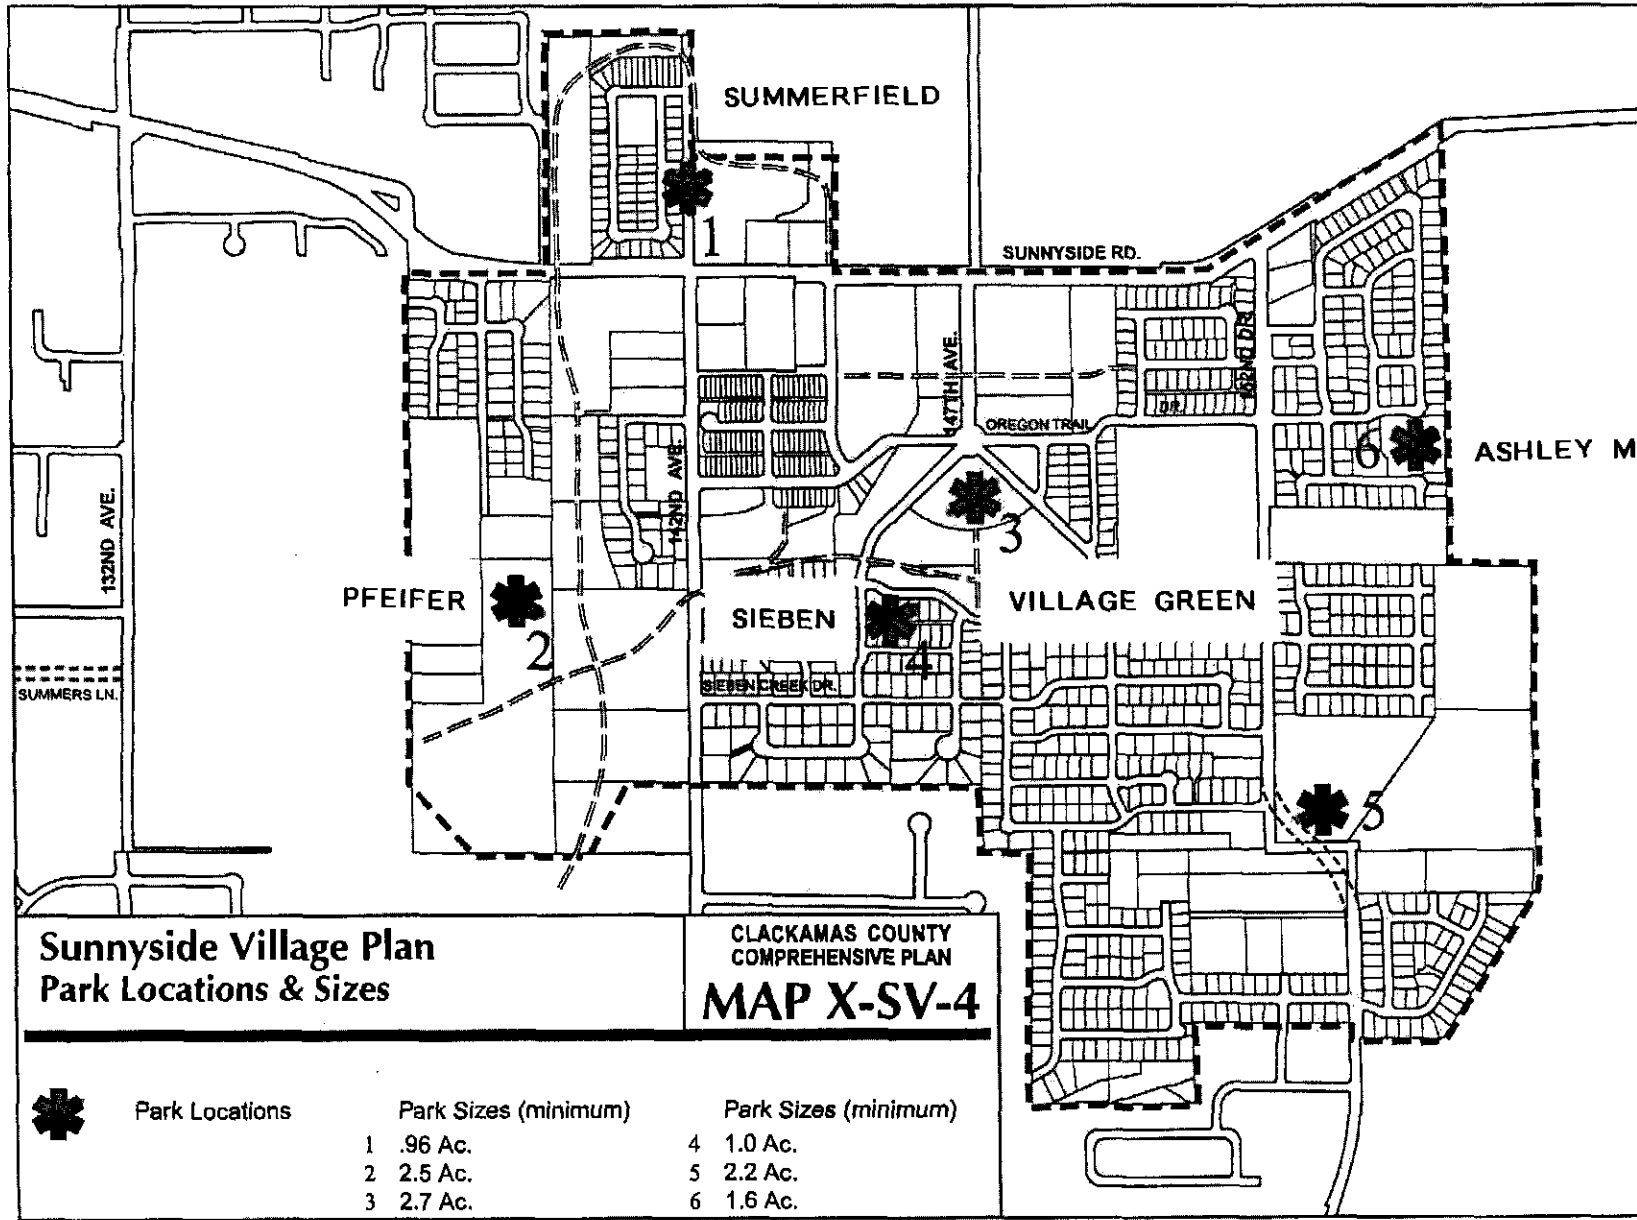 SUMMERFIELD
1
SUNNYSIDE RD.
147TH AVE.
162ND DR.
DR.
OREGON TRAIL
6
ASHLEY M
142ND AVE.
132ND AVE.
3
PFEIFER
2
SIEBEN
4
VILLAGE GREEN
SUMMERS LN.
SIEBEN CREEK DR.
5
Sunnyside Village Plan
Park Locations & Sizes
CLACKAMAS COUNTY
COMPREHENSIVE PLAN
MAP X-SV-4
Park Locations
Park Sizes (minimum)
Park Sizes (minimum)
1 .96 Ac.
4 1.0 Ac.
2 2.5 Ac.
5 2.2 Ac.
3 2.7 Ac.
6 1.6 Ac.